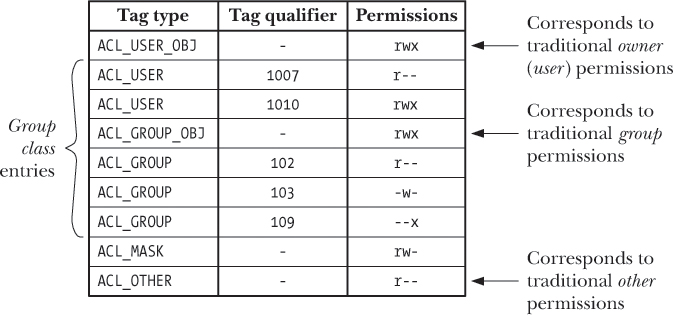 Tag type Tag qualifier Permissions
ACL_USER_OBJ - rwx
ACL_USER 1007 r--
ACL_USER 1010 rwx
ACL_GROUP_OBJ - rwx
ACL_GROUP 102 r--
ACL_GROUP 103 -w-
ACL_GROUP 109 --x
ACL_MASK - rw-
ACL_OTHER - r--
Group
class
entries
Corresponds to
traditional owner
(user) permissions
Corresponds to
traditional group
permissions
Corresponds to
traditional other
permissions